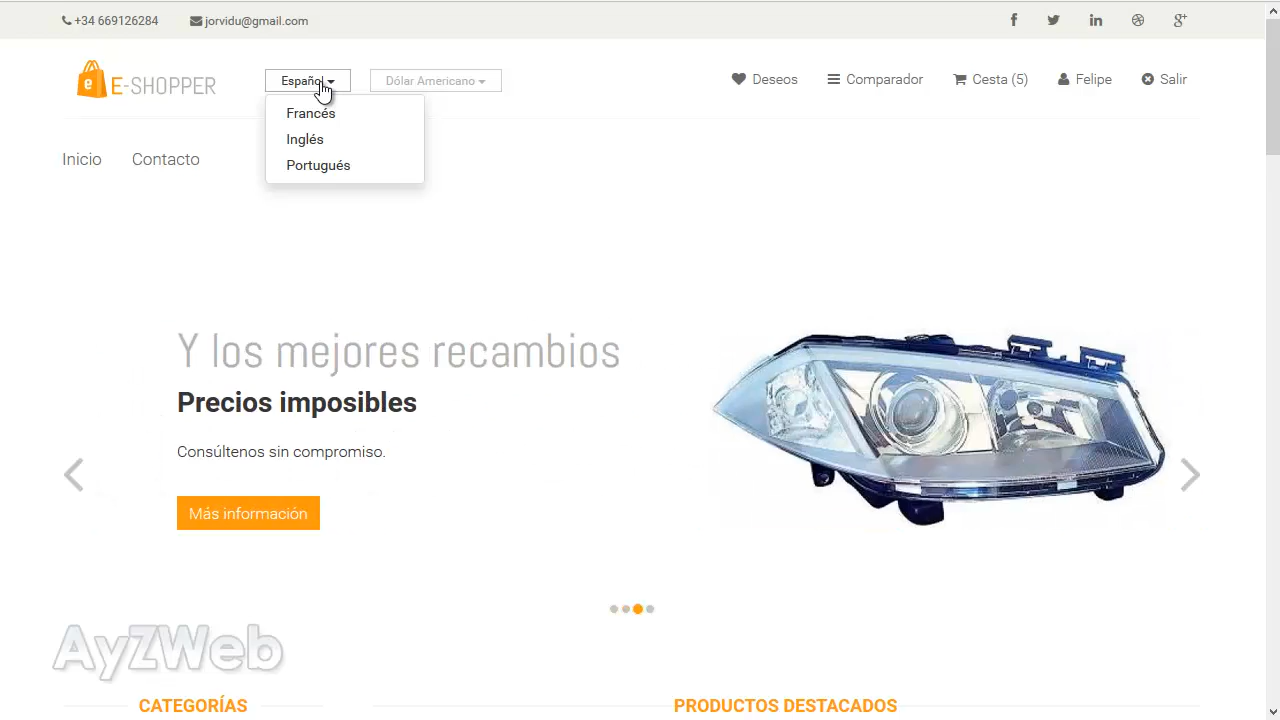 +34 669126284
jorvidu@gmail.com
E-SHOPPER
Español
Dólar Americano
Deseos
Comparador
Cesta (5)
Felipe
Salir
Francés
Inglés
Portugués
Inicio
Contacto
Y los mejores recambios
Precios imposibles
Consúltenos sin compromiso.
Más información
AyZWeb
CATEGORÍAS
PRODUCTOS DESTACADOS